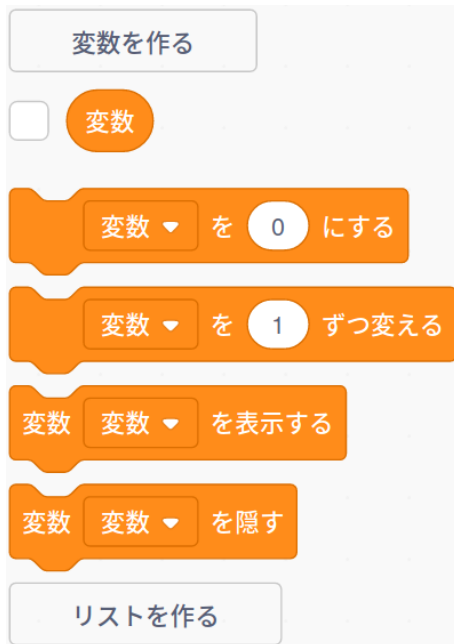 変数を作る
変数
変数 を 0 にする
変数 を 1 ずつ変える
変数 変数 を表示する
変数 変数 を隠す
リストを作る